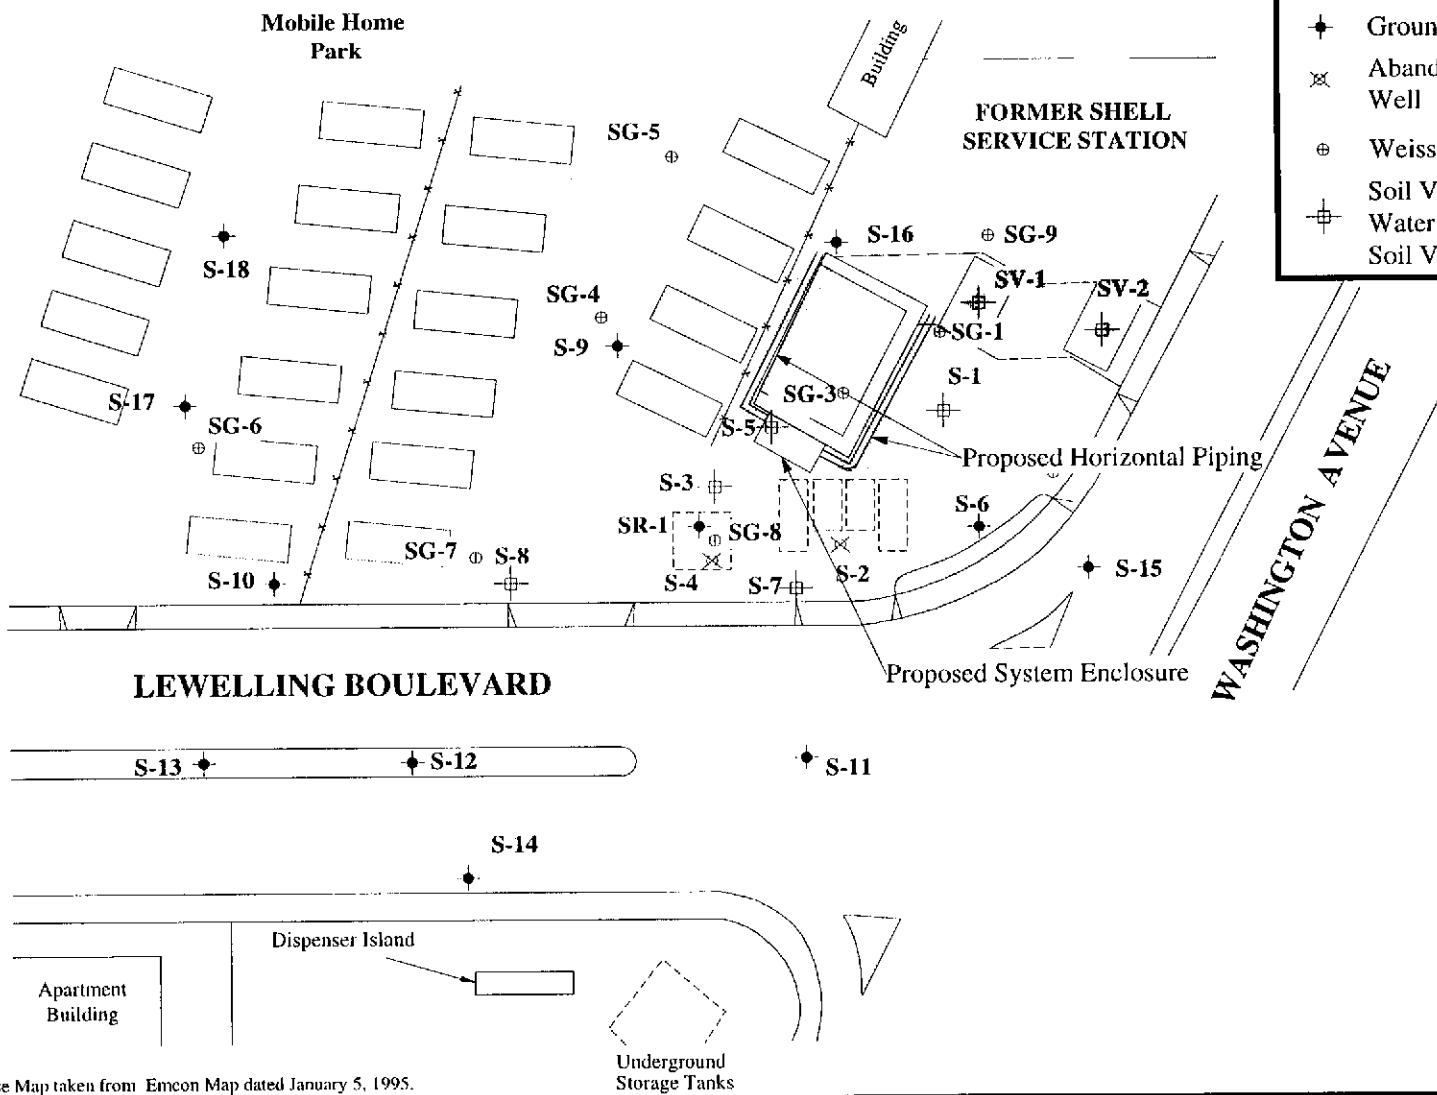 Mobile Home
Park
Building
Groun
Aband
Well
Weiss
Soil V
Water
Soil V
FORMER SHELL
SERVICE STATION
SG-5
S-16
SG-9
S-18
SV-1
SV-2
SG-4
S-9
SG-1
S-1
S-17
SG-3
SG-6
S-5
Proposed Horizontal Piping
S-3
SR-1
SG-8
S-6
SG-7
S-8
S-10
S-4
S-7
S-2
S-15
WASHINGTON AVENUE
LEWELLING BOULEVARD
Proposed System Enclosure
S-13
S-12
S-11
S-14
Dispenser Island
Apartment
Building
Underground
Storage Tanks
e Map taken from Emcon Map dated January 5, 1995.